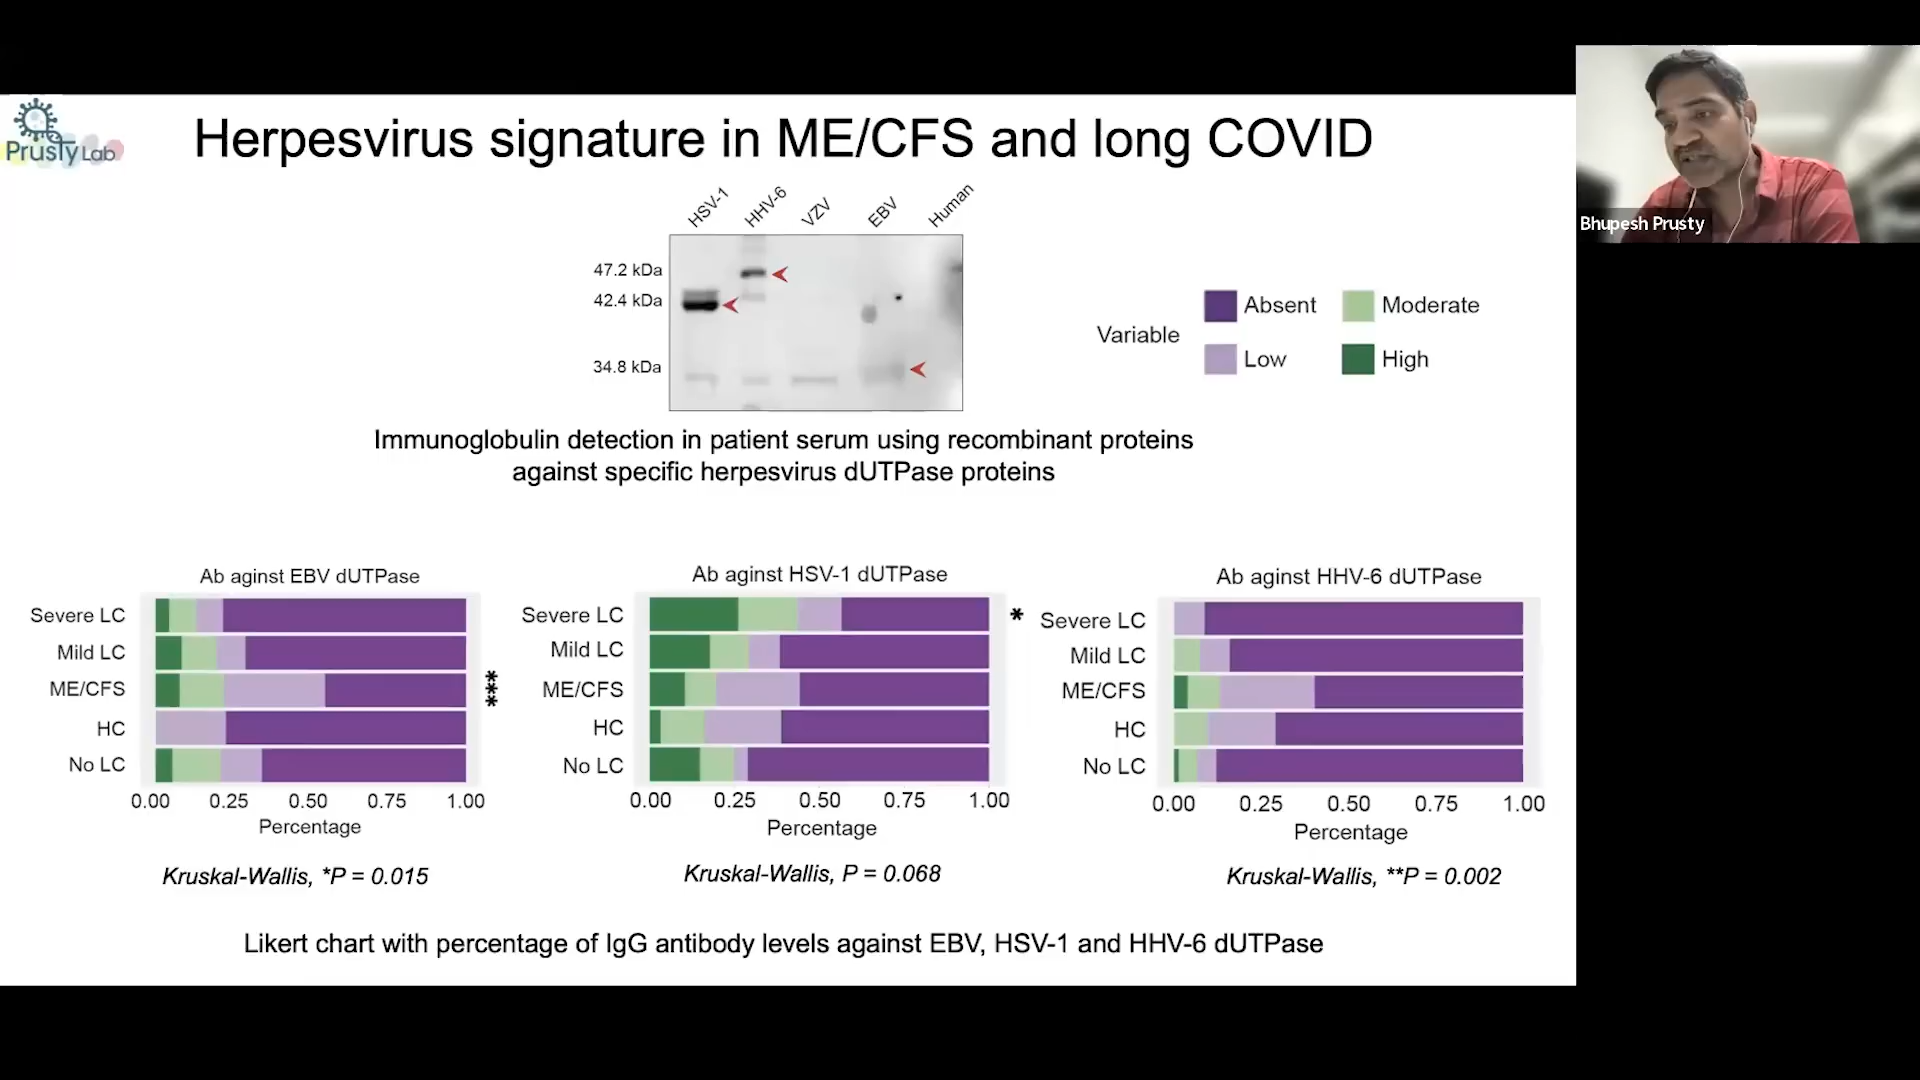 Prusty Lab
Herpesvirus signature in ME/CFS and long COVID
Bhupesh Prusty
HSV-1 HHV-6 VZV EBV Human
47.2 kDa
42.4 kDa
34.8 kDa
Variable
Absent Moderate
Low High
Immunoglobulin detection in patient serum using recombinant proteins
against specific herpesvirus dUTPase proteins
Ab aginst EBV dUTPase
Severe LC
Mild LC
ME/CFS ***
HC
No LC
0.00 0.25 0.50 0.75 1.00
Percentage
Kruskal-Wallis, *P = 0.015
Ab aginst HSV-1 dUTPase
Severe LC *
Mild LC
ME/CFS
HC
No LC
0.00 0.25 0.50 0.75 1.00
Percentage
Kruskal-Wallis, P = 0.068
Ab aginst HHV-6 dUTPase
Severe LC
Mild LC
ME/CFS
HC
No LC
0.00 0.25 0.50 0.75 1.00
Percentage
Kruskal-Wallis, **P = 0.002
Likert chart with percentage of IgG antibody levels against EBV, HSV-1 and HHV-6 dUTPase